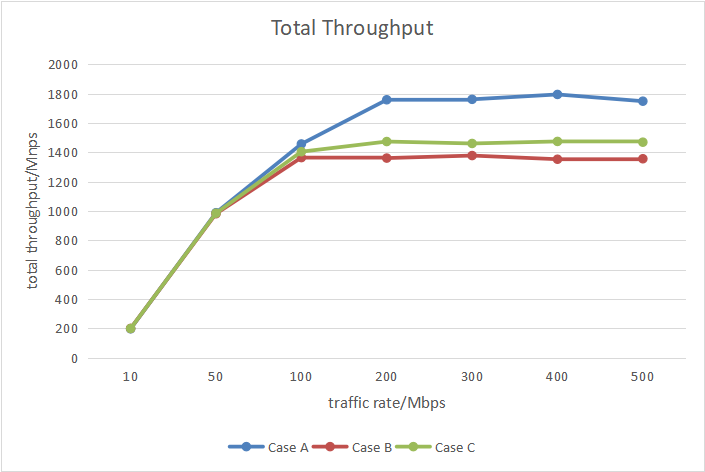 Total Throughput
2000
1800
1600
1400
1200
1000
800
600
400
200
0
total throughput/Mnps
10 50 100 200 300 400 500
traffic rate/Mbps
Case A Case B Case C